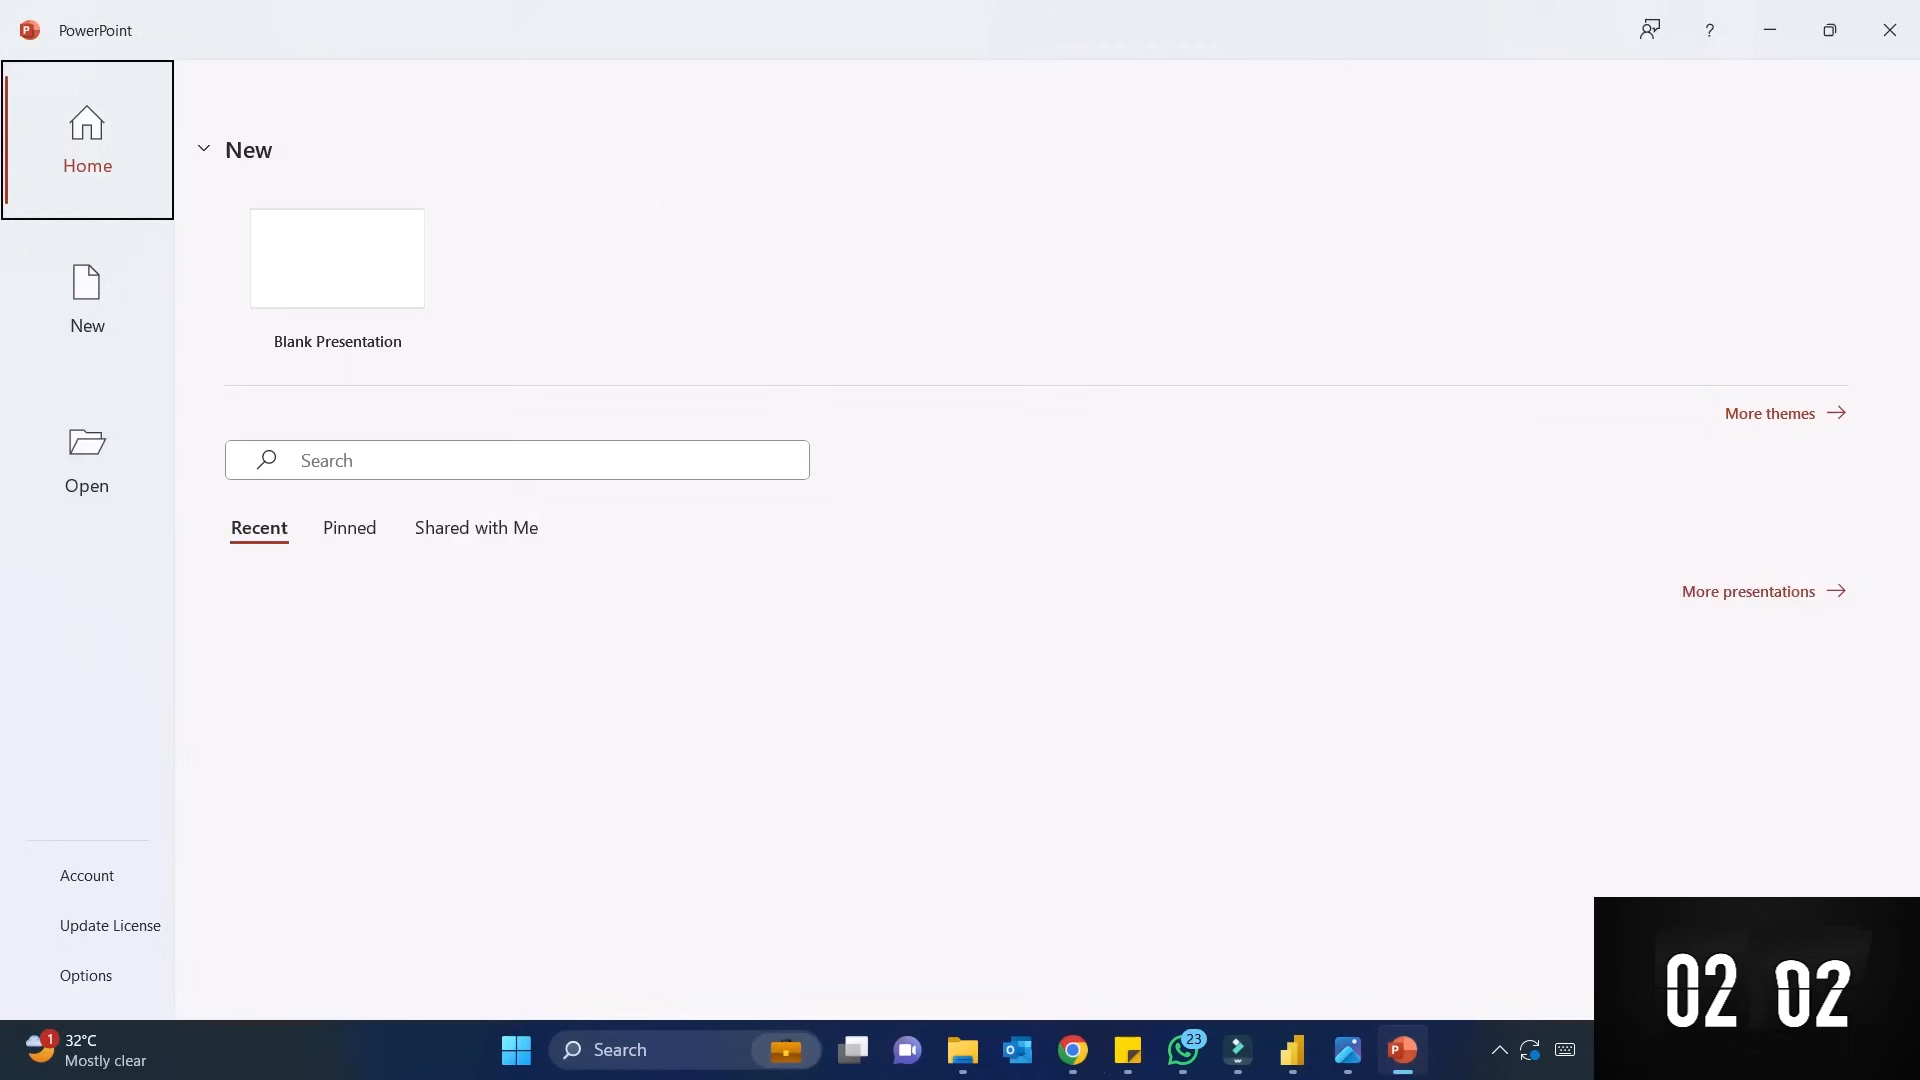 PowerPoint
?
Home
New
New
Blank Presentation
More themes
Search
Recent Pinned Shared with Me
Open
More presentations
Account
Update License
Options
02 02
1
32°C
Mostly clear
Search
23